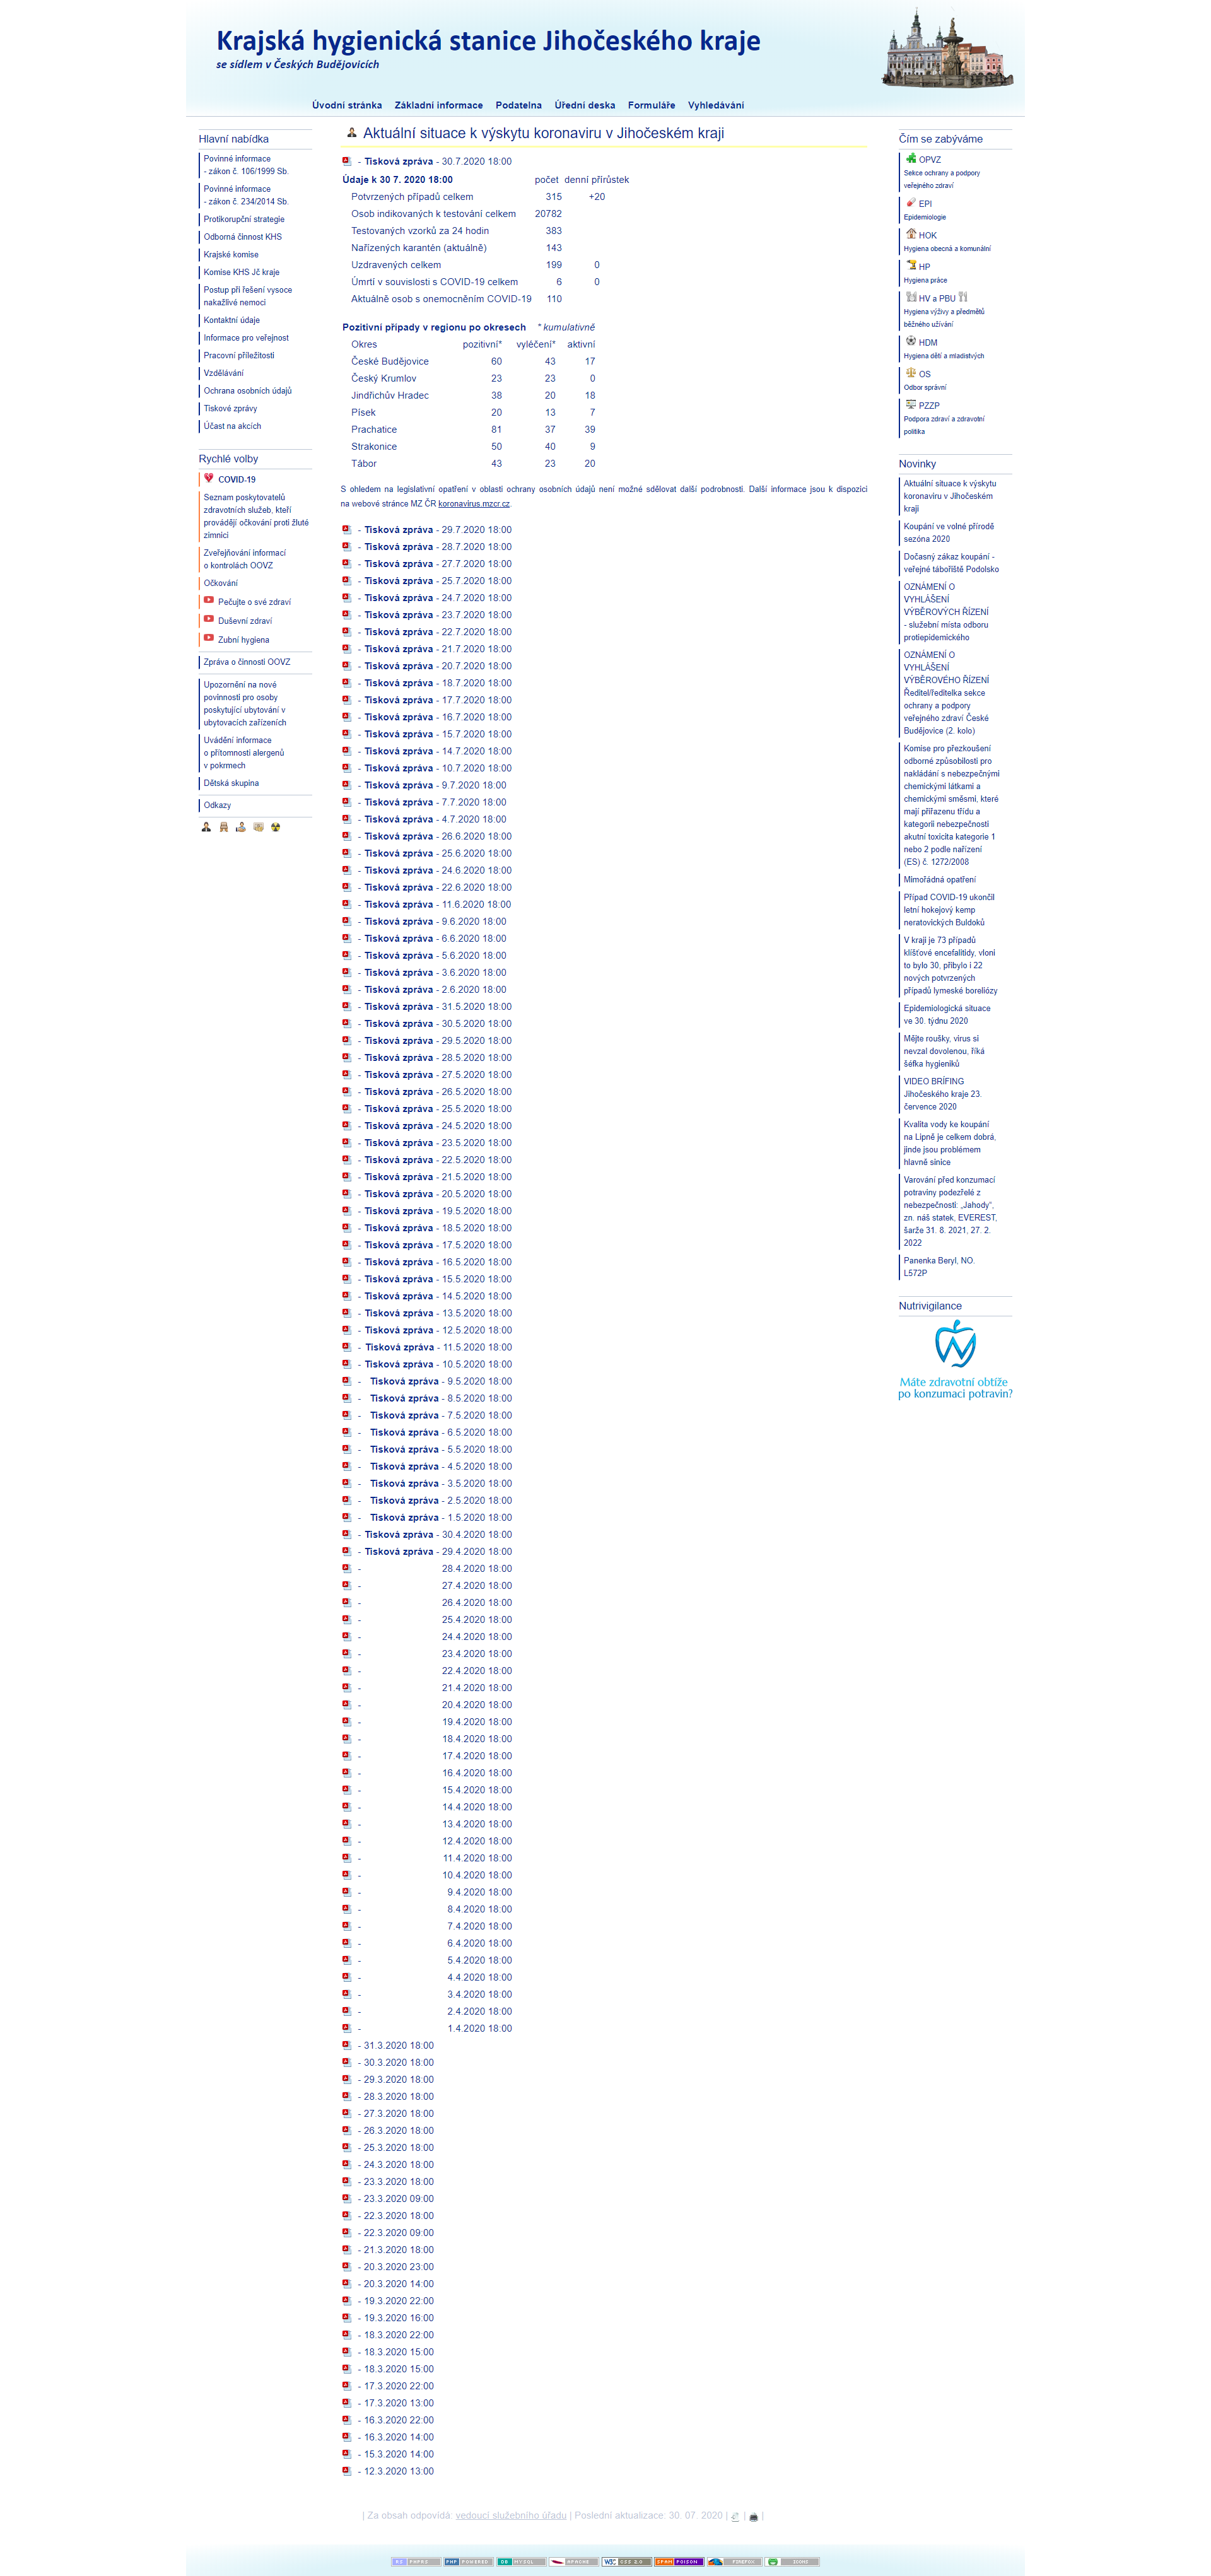 Krajská hygienická stanice Jihočeského kraje
se sídlem v Českých Budějovicích
Úvodní stránka Základní informace Podatelna Úřední deska Formuláře Vyhledávání
Hlavní nabídka
Povinné informace
- zákon č. 106/1999 Sb.
Povinné informace
- zákon č. 234/2014 Sb.
Protikorupční strategie
Odborná činnost KHS
Krajské komise
Komise KHS Jč kraje
Postup při řešení vysoce
nakažlivé nemoci
Kontaktní údaje
Informace pro veřejnost
Pracovní příležitosti
Vzdělávání
Ochrana osobních údajů
Tiskové zprávy
Účast na akcích
Rychlé volby
COVID-19
Seznam poskytovatelů
zdravotních služeb, kteří
provádějí očkování proti žluté
zimnici
Zveřejňování informací
o kontrolách OOVZ
Očkování
Pečujte o své zdraví
Duševní zdraví
Zubní hygiena
Zpráva o činnosti OOVZ
Upozornění na nové
povinnosti pro osoby
poskytující ubytování v
ubytovacích zařízeních
Uvádění informace
o přítomnosti alergenů
v pokrmech
Dětská skupina
Odkazy
Aktuální situace k výskytu koronaviru v Jihočeském kraji
- Tisková zpráva - 30.7.2020 18:00
Údaje k 30 7. 2020 18:00 počet denní přírůstek
Potvrzených případů celkem 315 +20
Osob indikovaných k testování celkem 20782
Testovaných vzorků za 24 hodin 383
Nařízených karantén (aktuálně) 143
Uzdravených celkem 199 0
Úmrtí v souvislosti s COVID-19 celkem 6 0
Aktuálně osob s onemocněním COVID-19 110
Pozitivní případy v regionu po okresech * kumulativně
Okres pozitivní* vyléčení* aktivní
České Budějovice 60 43 17
Český Krumlov 23 23 0
Jindřichův Hradec 38 20 18
Písek 20 13 7
Prachatice 81 37 39
Strakonice 50 40 9
Tábor 43 23 20
S ohledem na legislativní opatření v oblasti ochrany osobních údajů není možné sdělovat další podrobnosti. Další informace jsou k dispozici
na webové stránce MZ ČR koronavirus.mzcr.cz.
- Tisková zpráva - 29.7.2020 18:00
- Tisková zpráva - 28.7.2020 18:00
- Tisková zpráva - 27.7.2020 18:00
- Tisková zpráva - 25.7.2020 18:00
- Tisková zpráva - 24.7.2020 18:00
- Tisková zpráva - 23.7.2020 18:00
- Tisková zpráva - 22.7.2020 18:00
- Tisková zpráva - 21.7.2020 18:00
- Tisková zpráva - 20.7.2020 18:00
- Tisková zpráva - 18.7.2020 18:00
- Tisková zpráva - 17.7.2020 18:00
- Tisková zpráva - 16.7.2020 18:00
- Tisková zpráva - 15.7.2020 18:00
- Tisková zpráva - 14.7.2020 18:00
- Tisková zpráva - 10.7.2020 18:00
- Tisková zpráva - 9.7.2020 18:00
- Tisková zpráva - 7.7.2020 18:00
- Tisková zpráva - 4.7.2020 18:00
- Tisková zpráva - 26.6.2020 18:00
- Tisková zpráva - 25.6.2020 18:00
- Tisková zpráva - 24.6.2020 18:00
- Tisková zpráva - 22.6.2020 18:00
- Tisková zpráva - 11.6.2020 18:00
- Tisková zpráva - 9.6.2020 18:00
- Tisková zpráva - 6.6.2020 18:00
- Tisková zpráva - 5.6.2020 18:00
- Tisková zpráva - 3.6.2020 18:00
- Tisková zpráva - 2.6.2020 18:00
- Tisková zpráva - 31.5.2020 18:00
- Tisková zpráva - 30.5.2020 18:00
- Tisková zpráva - 29.5.2020 18:00
- Tisková zpráva - 28.5.2020 18:00
- Tisková zpráva - 27.5.2020 18:00
- Tisková zpráva - 26.5.2020 18:00
- Tisková zpráva - 25.5.2020 18:00
- Tisková zpráva - 24.5.2020 18:00
- Tisková zpráva - 23.5.2020 18:00
- Tisková zpráva - 22.5.2020 18:00
- Tisková zpráva - 21.5.2020 18:00
- Tisková zpráva - 20.5.2020 18:00
- Tisková zpráva - 19.5.2020 18:00
- Tisková zpráva - 18.5.2020 18:00
- Tisková zpráva - 17.5.2020 18:00
- Tisková zpráva - 16.5.2020 18:00
- Tisková zpráva - 15.5.2020 18:00
- Tisková zpráva - 14.5.2020 18:00
- Tisková zpráva - 13.5.2020 18:00
- Tisková zpráva - 12.5.2020 18:00
- Tisková zpráva - 11.5.2020 18:00
- Tisková zpráva - 10.5.2020 18:00
- Tisková zpráva - 9.5.2020 18:00
- Tisková zpráva - 8.5.2020 18:00
- Tisková zpráva - 7.5.2020 18:00
- Tisková zpráva - 6.5.2020 18:00
- Tisková zpráva - 5.5.2020 18:00
- Tisková zpráva - 4.5.2020 18:00
- Tisková zpráva - 3.5.2020 18:00
- Tisková zpráva - 2.5.2020 18:00
- Tisková zpráva - 1.5.2020 18:00
- Tisková zpráva - 30.4.2020 18:00
- Tisková zpráva - 29.4.2020 18:00
- 28.4.2020 18:00
- 27.4.2020 18:00
- 26.4.2020 18:00
- 25.4.2020 18:00
- 24.4.2020 18:00
- 23.4.2020 18:00
- 22.4.2020 18:00
- 21.4.2020 18:00
- 20.4.2020 18:00
- 19.4.2020 18:00
- 18.4.2020 18:00
- 17.4.2020 18:00
- 16.4.2020 18:00
- 15.4.2020 18:00
- 14.4.2020 18:00
- 13.4.2020 18:00
- 12.4.2020 18:00
- 11.4.2020 18:00
- 10.4.2020 18:00
- 9.4.2020 18:00
- 8.4.2020 18:00
- 7.4.2020 18:00
- 6.4.2020 18:00
- 5.4.2020 18:00
- 4.4.2020 18:00
- 3.4.2020 18:00
- 2.4.2020 18:00
- 1.4.2020 18:00
- 31.3.2020 18:00
- 30.3.2020 18:00
- 29.3.2020 18:00
- 28.3.2020 18:00
- 27.3.2020 18:00
- 26.3.2020 18:00
- 25.3.2020 18:00
- 24.3.2020 18:00
- 23.3.2020 18:00
- 23.3.2020 09:00
- 22.3.2020 18:00
- 22.3.2020 09:00
- 21.3.2020 18:00
- 20.3.2020 23:00
- 20.3.2020 14:00
- 19.3.2020 22:00
- 19.3.2020 16:00
- 18.3.2020 22:00
- 18.3.2020 15:00
- 18.3.2020 15:00
- 17.3.2020 22:00
- 17.3.2020 13:00
- 16.3.2020 22:00
- 16.3.2020 14:00
- 15.3.2020 14:00
- 12.3.2020 13:00
Čím se zabýváme
OPVZ
Sekce ochrany a podpory
veřejného zdraví
EPI
Epidemiologie
HOK
Hygiena obecná a komunální
HP
Hygiena práce
HV a PBU
Hygiena výživy a předmětů
běžného užívání
HDM
Hygiena dětí a mladistvých
OS
Odbor správní
PZZP
Podpora zdraví a zdravotní
politika
Novinky
Aktuální situace k výskytu
koronaviru v Jihočeském
kraji
Koupání ve volné přírodě
sezóna 2020
Dočasný zákaz koupání -
veřejné tábořiště Podolsko
OZNÁMENÍ O
VYHLÁŠENÍ
VÝBĚROVÝCH ŘÍZENÍ
- služební místa odboru
protiepidemického
OZNÁMENÍ O
VYHLÁŠENÍ
VÝBĚROVÉHO ŘÍZENÍ
Ředitel/ředitelka sekce
ochrany a podpory
veřejného zdraví České
Budějovice (2. kolo)
Komise pro přezkoušení
odborné způsobilosti pro
nakládání s nebezpečnými
chemickými látkami a
chemickými směsmi, které
mají přiřazenu třídu a
kategorii nebezpečnosti
akutní toxicita kategorie 1
nebo 2 podle nařízení
(ES) č. 1272/2008
Mimořádná opatření
Případ COVID-19 ukončil
letní hokejový kemp
neratovických Buldoků
V kraji je 73 případů
klíšťové encefalitidy, vloni
to bylo 30, přibylo i 22
nových potvrzených
případů lymeské boreliózy
Epidemiologická situace
ve 30. týdnu 2020
Mějte roušky, virus si
nevzal dovolenou, říká
šéfka hygieniků
VIDEO BRÍFING
Jihočeského kraje 23.
července 2020
Kvalita vody ke koupání
na Lipně je celkem dobrá,
jinde jsou problémem
hlavně sinice
Varování před konzumací
potraviny podezřelé z
nebezpečnosti: „Jahody“,
zn. náš statek, EVEREST,
šarže 31. 8. 2021, 27. 2.
2022
Panenka Beryl, NO.
L572P
Nutrivigilance
Máte zdravotní obtíže
po konzumaci potravin?
| Za obsah odpovídá: vedoucí služebního úřadu | Poslední aktualizace: 30. 07. 2020 | | |
PHP POWERED MYSQL APACHE W3C CSS 2.0 SPAM POISON FIREFOX ICONS